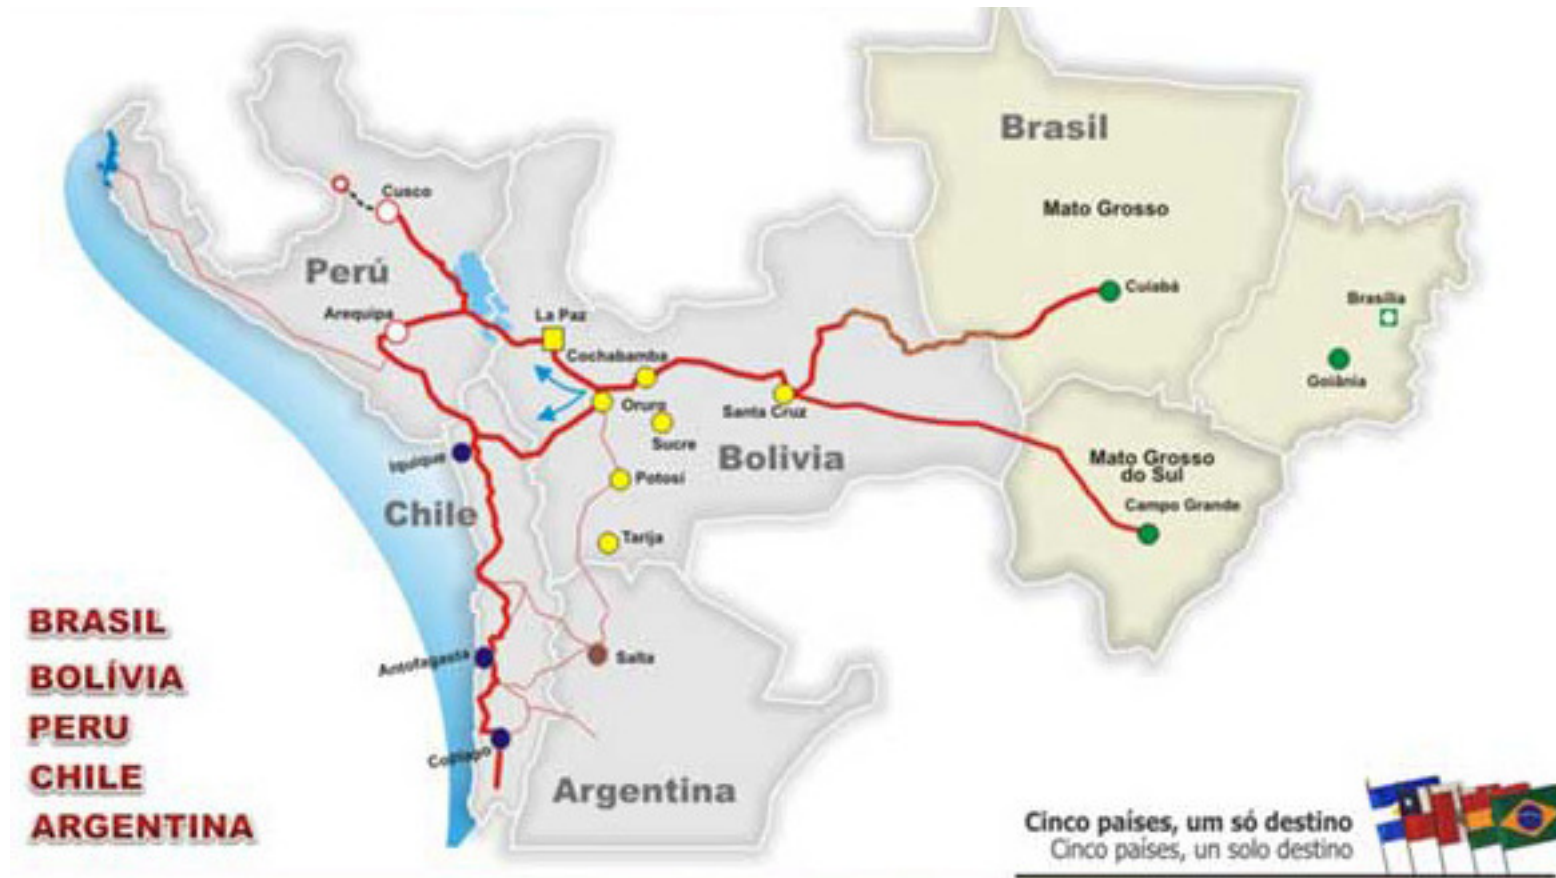 Brasil
Cusco
Mato Grosso
Perú
Cuiabá
Arequipa
La Paz
Brasília
Cochabamba
Goiânia
Oruro
Santa Cruz
Sucre
Iquique
Bolivia
Mato Grosso
do Sul
Potosí
Campo Grande
Chile
Tarija
BRASIL
Antofagasta
Salta
BOLÍVIA
PERU
CHILE
Argentina
ARGENTINA
Cinco países, um só destino
Cinco países, un solo destino